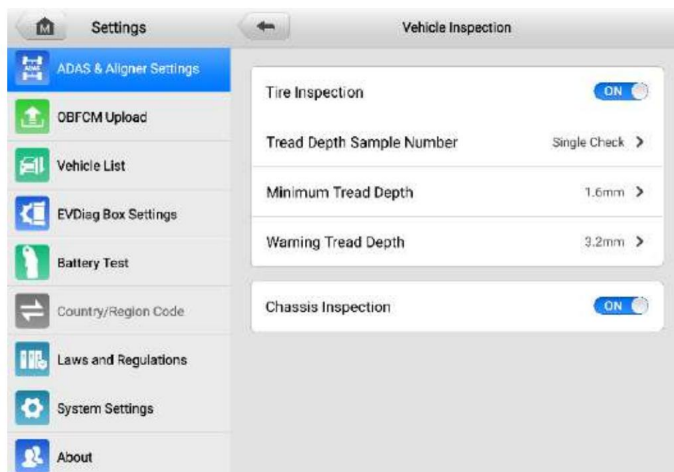 Settings
Vehicle Inspection
ADAS & Aligner Settings
OBFCM Upload
Vehicle List
EVDiag Box Settings
Battery Test
Country/Region Code
Laws and Regulations
System Settings
About
Tire Inspection ON
Tread Depth Sample Number Single Check >
Minimum Tread Depth 1.6mm >
Warning Tread Depth 3.2mm >
Chassis Inspection ON
M
ADAS